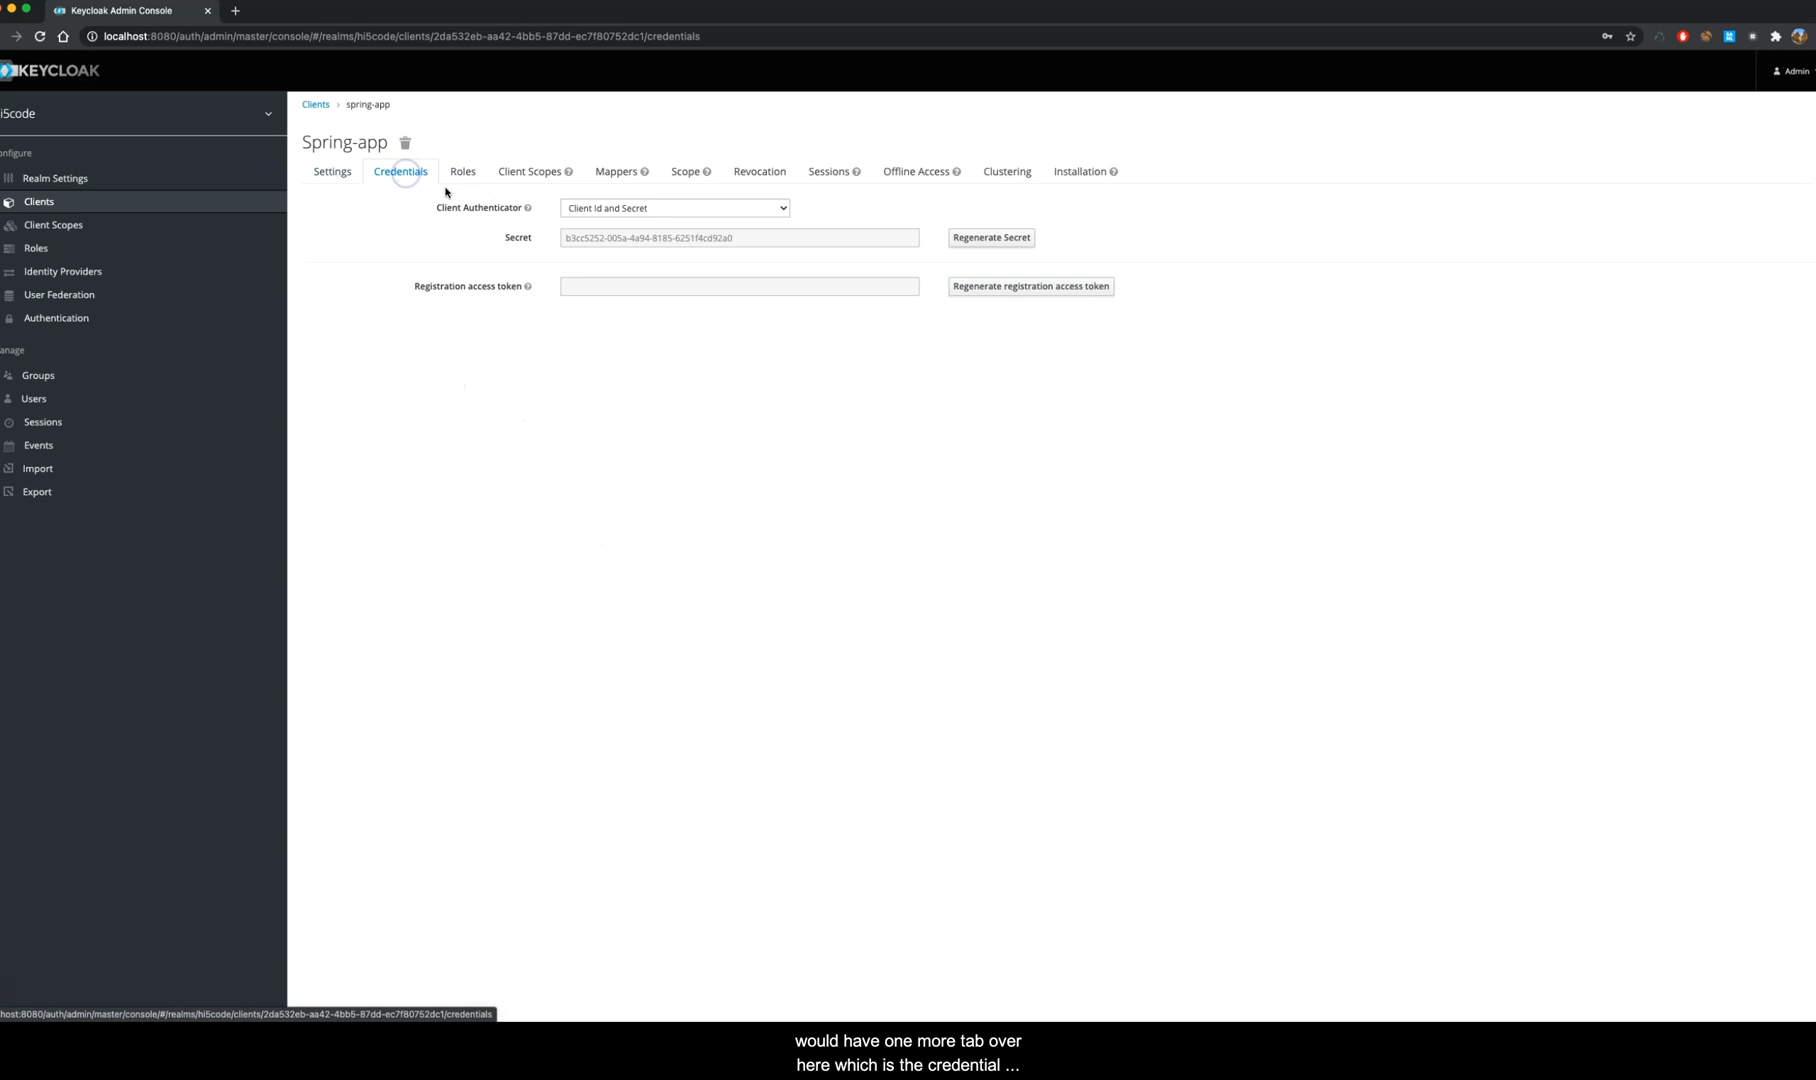 Keycloak Admin Console
localhost:8080/auth/admin/master/console/#/realms/hi5code/clients/2da532eb-aa42-4bb5-87dd-ec7f80752dc1/credentials
KEYCLOAK
Admin
i5code
Clients > spring-app
Spring-app
onfigure
Settings Credentials Roles Client Scopes Mappers Scope Revocation Sessions Offline Access Clustering Installation
Realm Settings
Clients
Client Scopes
Roles
Identity Providers
User Federation
Authentication
anage
Groups
Users
Sessions
Events
Import
Export
Client Authenticator Client Id and Secret
Secret b3cc5252-005a-4a94-8185-6251f4cd92a0 Regenerate Secret
Registration access token Regenerate registration access token
host:8080/auth/admin/master/console/#/realms/hi5code/clients/2da532eb-aa42-4bb5-87dd-ec7f80752dc1/credentials
would have one more tab over
here which is the credential ...